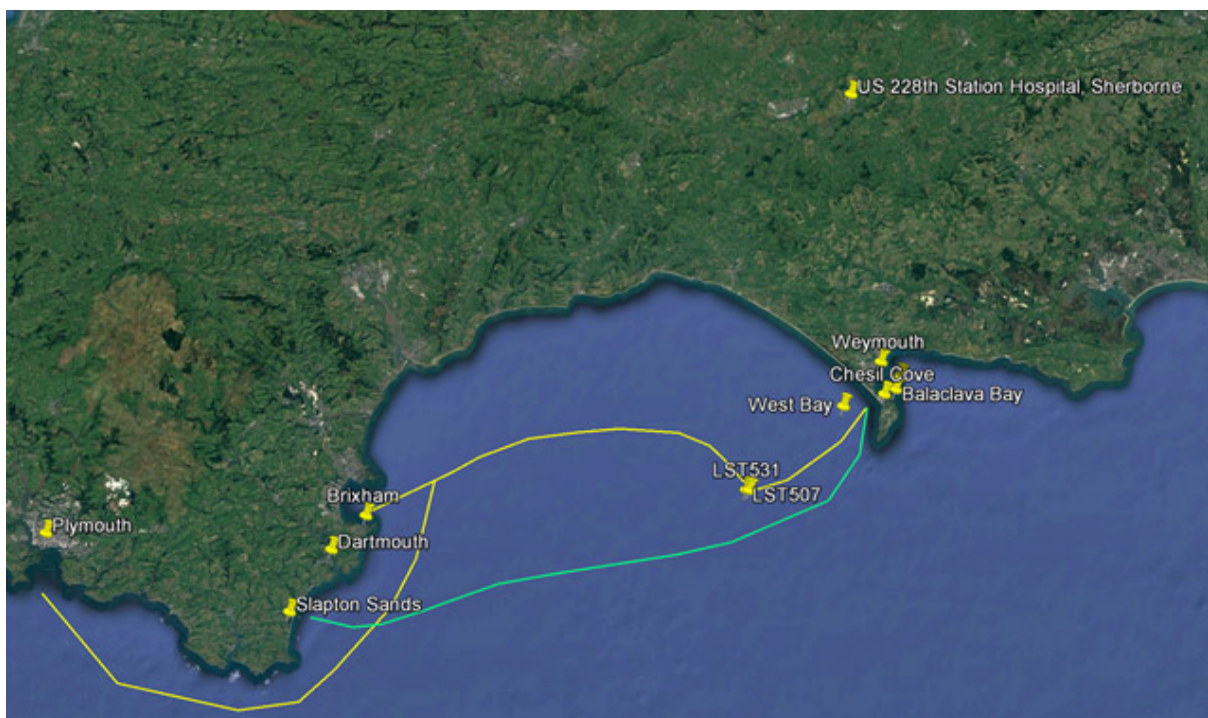 US 228th Station Hospital, Sherborne
Weymouth
Chesil Cove
Balaclava Bay
West Bay
LST531
LST507
Brixham
Plymouth
Dartmouth
Slapton Sands